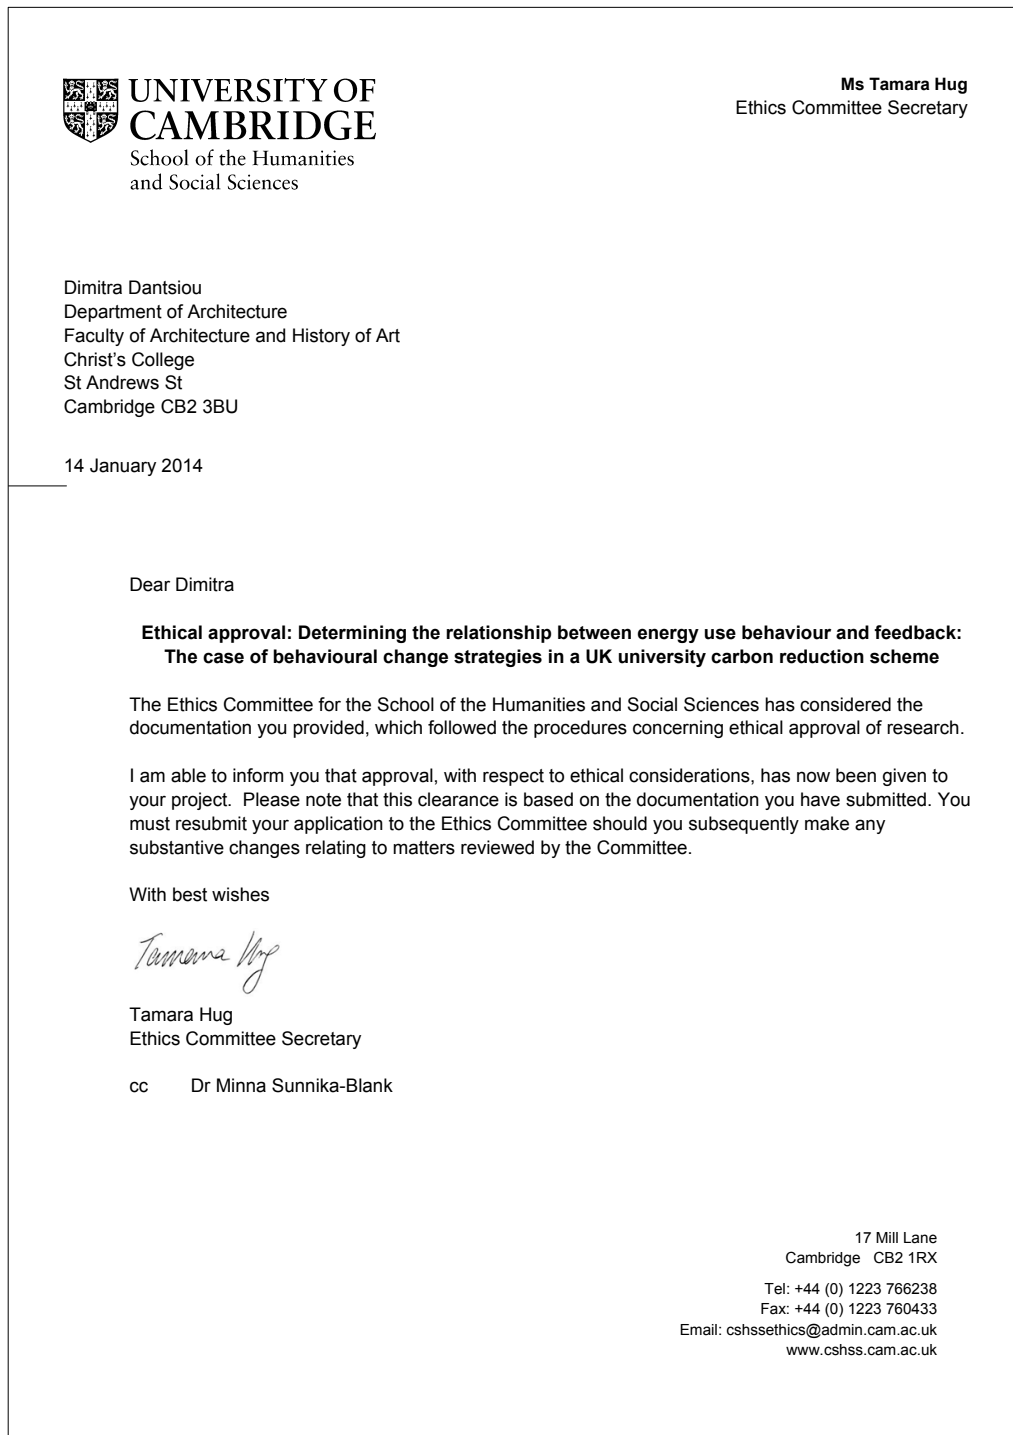 UNIVERSITY OF
CAMBRIDGE
School of the Humanities
and Social Sciences
Ms Tamara Hug
Ethics Committee Secretary
Dimitra Dantsiou
Department of Architecture
Faculty of Architecture and History of Art
Christ's College
St Andrews St
Cambridge CB2 3BU
14 January 2014
Dear Dimitra
Ethical approval: Determining the relationship between energy use behaviour and feedback:
The case of behavioural change strategies in a UK university carbon reduction scheme
The Ethics Committee for the School of the Humanities and Social Sciences has considered the
documentation you provided, which followed the procedures concerning ethical approval of research.
I am able to inform you that approval, with respect to ethical considerations, has now been given to
your project.  Please note that this clearance is based on the documentation you have submitted. You
must resubmit your application to the Ethics Committee should you subsequently make any
substantive changes relating to matters reviewed by the Committee.
With best wishes
Tamara Hug
Tamara Hug
Ethics Committee Secretary
cc Dr Minna Sunnika-Blank
17 Mill Lane
Cambridge CB2 1RX
Tel: +44 (0) 1223 766238
Fax: +44 (0) 1223 760433
Email: cshssethics@admin.cam.ac.uk
www.cshss.cam.ac.uk